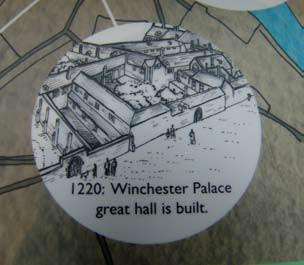 1220: Winchester Palace
great hall is built.